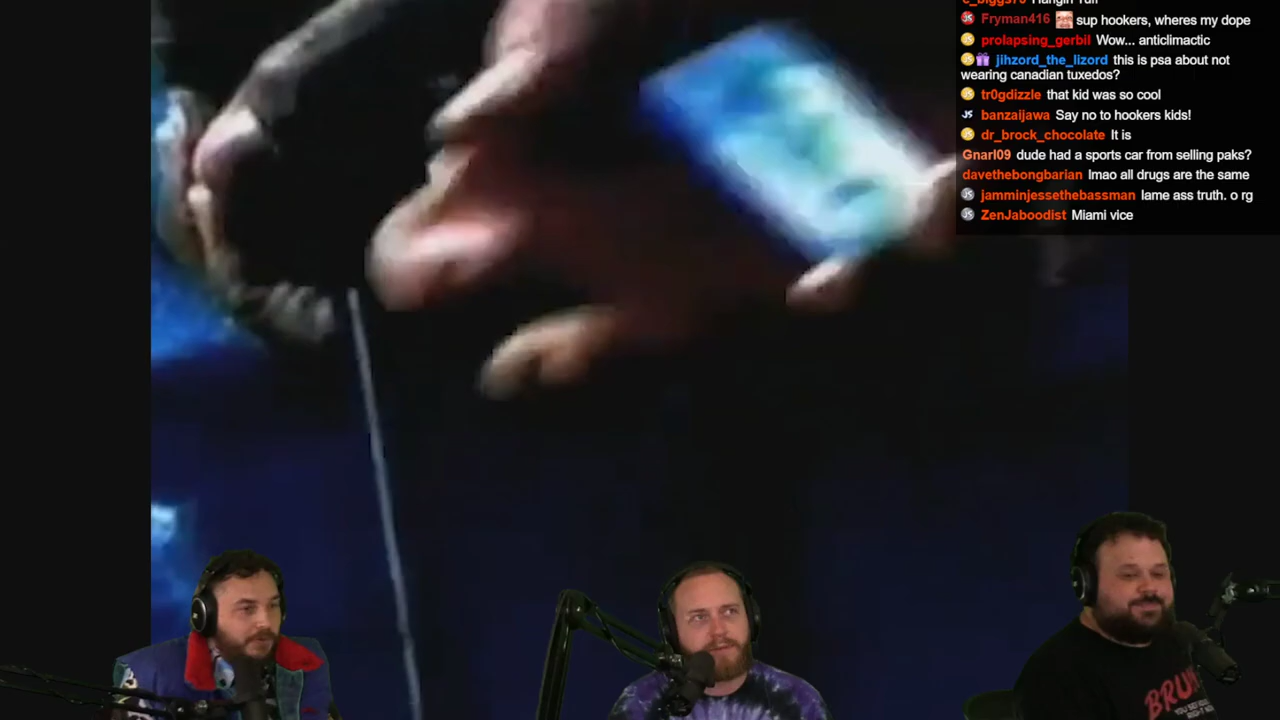 Fryman416 sup hookers, wheres my dope
prolapsing_gerbil Wow... anticlimactic
jihzord_the_lizord this is psa about not
wearing canadian tuxedos?
tr0gdizzle that kid was so cool
banzaijawa Say no to hookers kids!
dr_brock_chocolate It is
Gnarl09 dude had a sports car from selling paks?
davethebongbarian lmao all drugs are the same
jamminjessethebassman lame ass truth. o rg
ZenJaboodist Miami vice